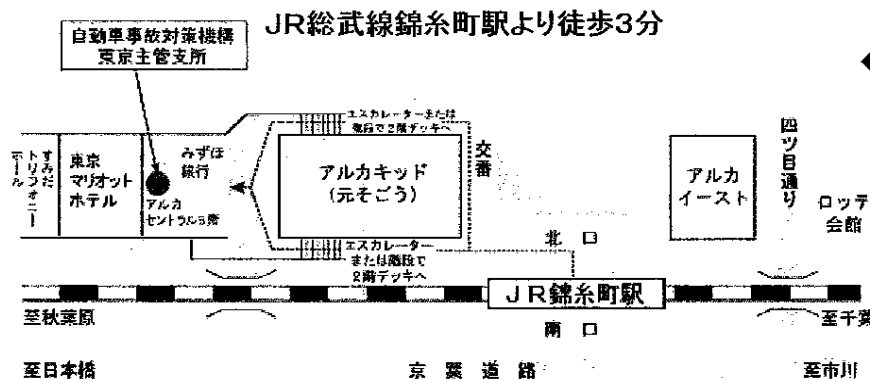 JR総武線錦糸町駅より徒歩3分
自動車事故対策機構
東京主管支所
エスカレーターまたは
階段で2階デッキへ
すみだ
トリフォニー
ホール
東京
マリオット
ホテル
みずほ
銀行
アルカ
セントラル5階
アルカキッド
(元そごう)
交番
アルカ
イースト
四ツ目通り
ロッテ
会館
エスカレーター
または階段で
2階デッキへ
北口
JR錦糸町駅
至秋葉原
南口
至千葉
至日本橋
京葉道路
至市川